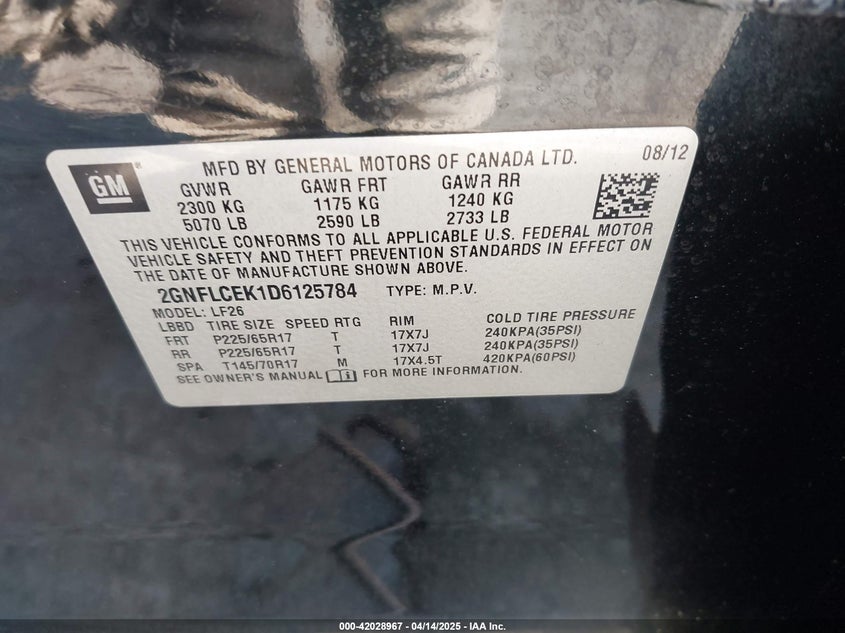 GM
MFD BY GENERAL MOTORS OF CANADA LTD.
08/12
GVWR GAWR FRT GAWR RR
2300 KG 1175 KG 1240 KG
5070 LB 2590 LB 2733 LB
THIS VEHICLE CONFORMS TO ALL APPLICABLE U.S. FEDERAL MOTOR
VEHICLE SAFETY AND THEFT PREVENTION STANDARDS IN EFFECT ON
THE DATE OF MANUFACTURE SHOWN ABOVE.
2GNFLCEK1D6125784 TYPE: M.P.V.
MODEL: LF26
LBBD TIRE SIZE SPEED RTG RIM COLD TIRE PRESSURE
FRT P225/65R17 T 17X7J 240KPA(35PSI)
RR P225/65R17 T 17X7J 240KPA(35PSI)
SPA T145/70R17 M 17X4.5T 420KPA(60PSI)
SEE OWNER'S MANUAL FOR MORE INFORMATION.
000-42028967 - 04/14/2025 - IAA Inc.